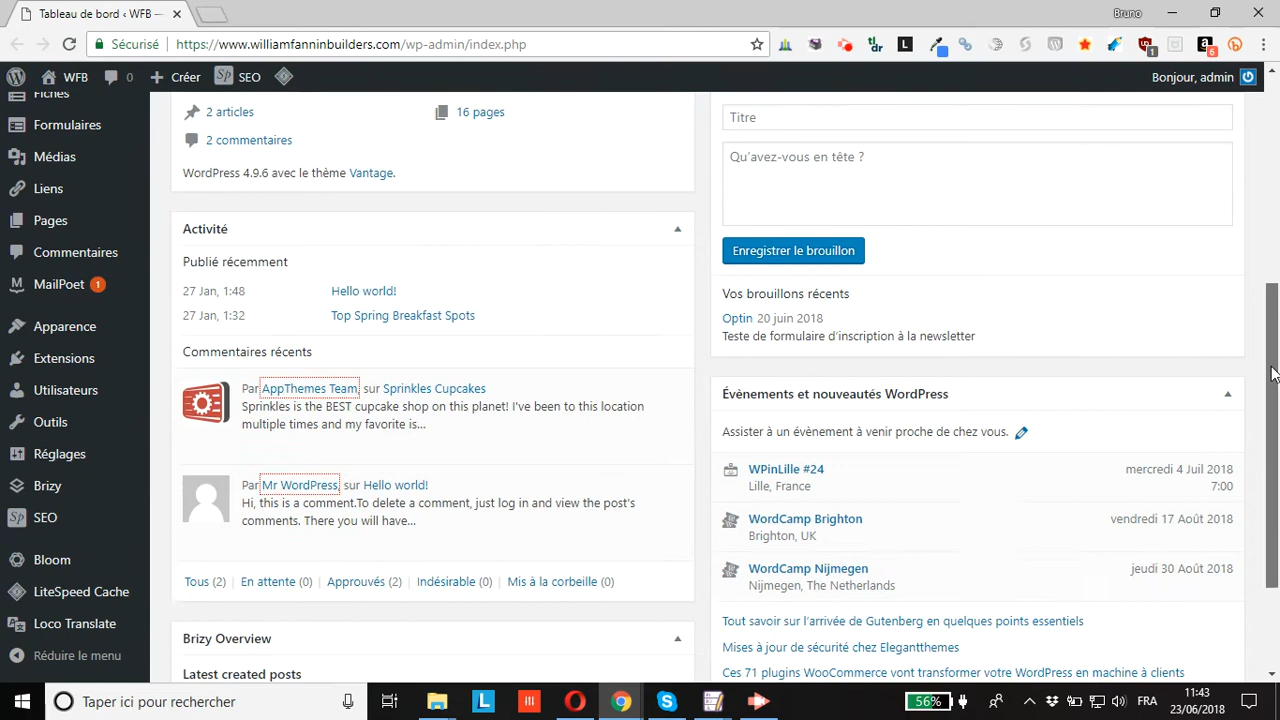 Tableau de bord ‹ WFB —
Bruno
Sécurisé
https://www.williamfanninbuilders.com/wp-admin/index.php
WFB
0
Créer
SEO
Bonjour, admin
Fiches
Formulaires
Médias
Liens
Pages
Commentaires
MailPoet 1
Apparence
Extensions
Utilisateurs
Outils
Réglages
Brizy
SEO
Bloom
LiteSpeed Cache
Loco Translate
Réduire le menu
2 articles
16 pages
2 commentaires
WordPress 4.9.6 avec le thème Vantage.
Activité
Publié récemment
27 Jan, 1:48 Hello world!
27 Jan, 1:32 Top Spring Breakfast Spots
Commentaires récents
Par AppThemes Team sur Sprinkles Cupcakes
Sprinkles is the BEST cupcake shop on this planet! I've been to this location
multiple times and my favorite is...
Par Mr WordPress sur Hello world!
Hi, this is a comment.To delete a comment, just log in and view the post's
comments. There you will have...
Tous (2) | En attente (0) | Approuvés (2) | Indésirable (0) | Mis à la corbeille (0)
Brizy Overview
Latest created posts
Titre
Qu'avez-vous en tête ?
Enregistrer le brouillon
Vos brouillons récents
Optin 20 juin 2018
Teste de formulaire d'inscription à la newsletter
Évènements et nouveautés WordPress
Assister à un évènement à venir proche de chez vous.
WPinLille #24 mercredi 4 Juil 2018
Lille, France 7:00
WordCamp Brighton vendredi 17 Août 2018
Brighton, UK
WordCamp Nijmegen jeudi 30 Août 2018
Nijmegen, The Netherlands
Tout savoir sur l'arrivée de Gutenberg en quelques points essentiels
Mises à jour de sécurité chez Elegantthemes
Ces 71 plugins WooCommerce vont transformer votre WordPress en machine à clients
Taper ici pour rechercher
56%
FRA
11:43
23/06/2018